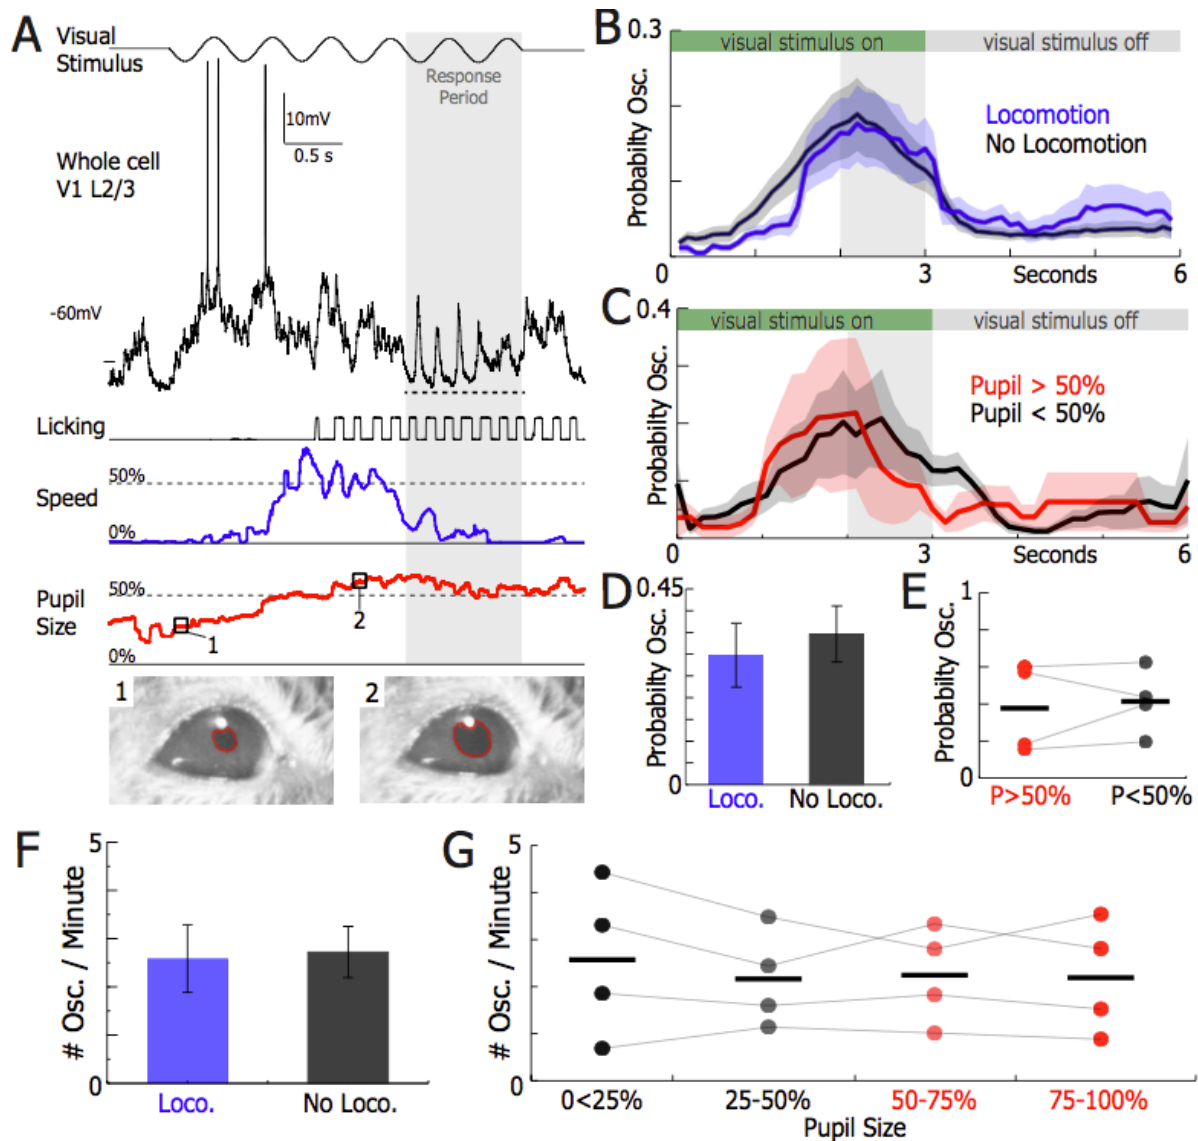 A
Visual
Stimulus
Response
Period
10mV
0.5 s
Whole cell
V1 L2/3
-60mV
Licking
50%
Speed
0%
50%
Pupil
Size
2
1
0%
1
2
B
0.3
visual stimulus on
visual stimulus off
Probabilty Osc.
Locomotion
No Locomotion
0
3
Seconds
6
C
0.4
visual stimulus on
visual stimulus off
Probabilty Osc.
Pupil > 50%
Pupil < 50%
0
3
Seconds
6
D
0.45
Probabilty Osc.
0
Loco.
No Loco.
E
1
Probabilty Osc.
0
P>50%
P<50%
F
5
# Osc. / Minute
0
Loco.
No Loco.
G
5
# Osc. / Minute
0
0<25%
25-50%
50-75%
75-100%
Pupil Size